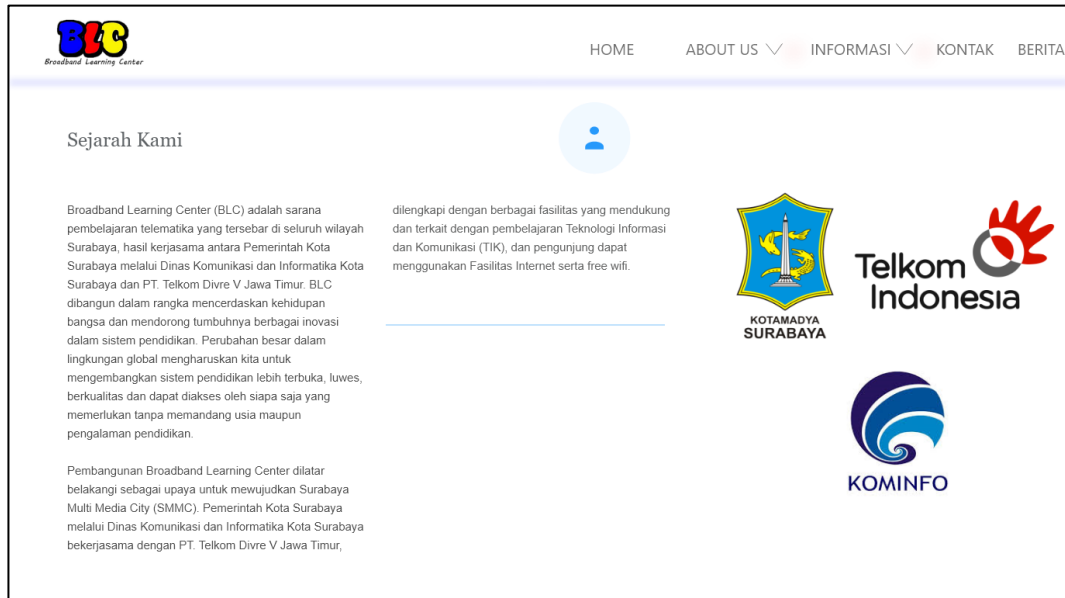 BLC
Broadband Learning Center
HOME ABOUT US INFORMASI KONTAK BERITA
Sejarah Kami
Broadband Learning Center (BLC) adalah sarana
pembelajaran telematika yang tersebar di seluruh wilayah
Surabaya, hasil kerjasama antara Pemerintah Kota
Surabaya melalui Dinas Komunikasi dan Informatika Kota
Surabaya dan PT. Telkom Divre V Jawa Timur. BLC
dibangun dalam rangka mencerdaskan kehidupan
bangsa dan mendorong tumbuhnya berbagai inovasi
dalam sistem pendidikan. Perubahan besar dalam
lingkungan global mengharuskan kita untuk
mengembangkan sistem pendidikan lebih terbuka, luwes,
berkualitas dan dapat diakses oleh siapa saja yang
memerlukan tanpa memandang usia maupun
pengalaman pendidikan.
Pembangunan Broadband Learning Center dilatar
belakangi sebagai upaya untuk mewujudkan Surabaya
Multi Media City (SMMC). Pemerintah Kota Surabaya
melalui Dinas Komunikasi dan Informatika Kota Surabaya
bekerjasama dengan PT. Telkom Divre V Jawa Timur,
dilengkapi dengan berbagai fasilitas yang mendukung
dan terkait dengan pembelajaran Teknologi Informasi
dan Komunikasi (TIK), dan pengunjung dapat
menggunakan Fasilitas Internet serta free wifi.
KOTAMADYA
SURABAYA
Telkom
Indonesia
KOMINFO